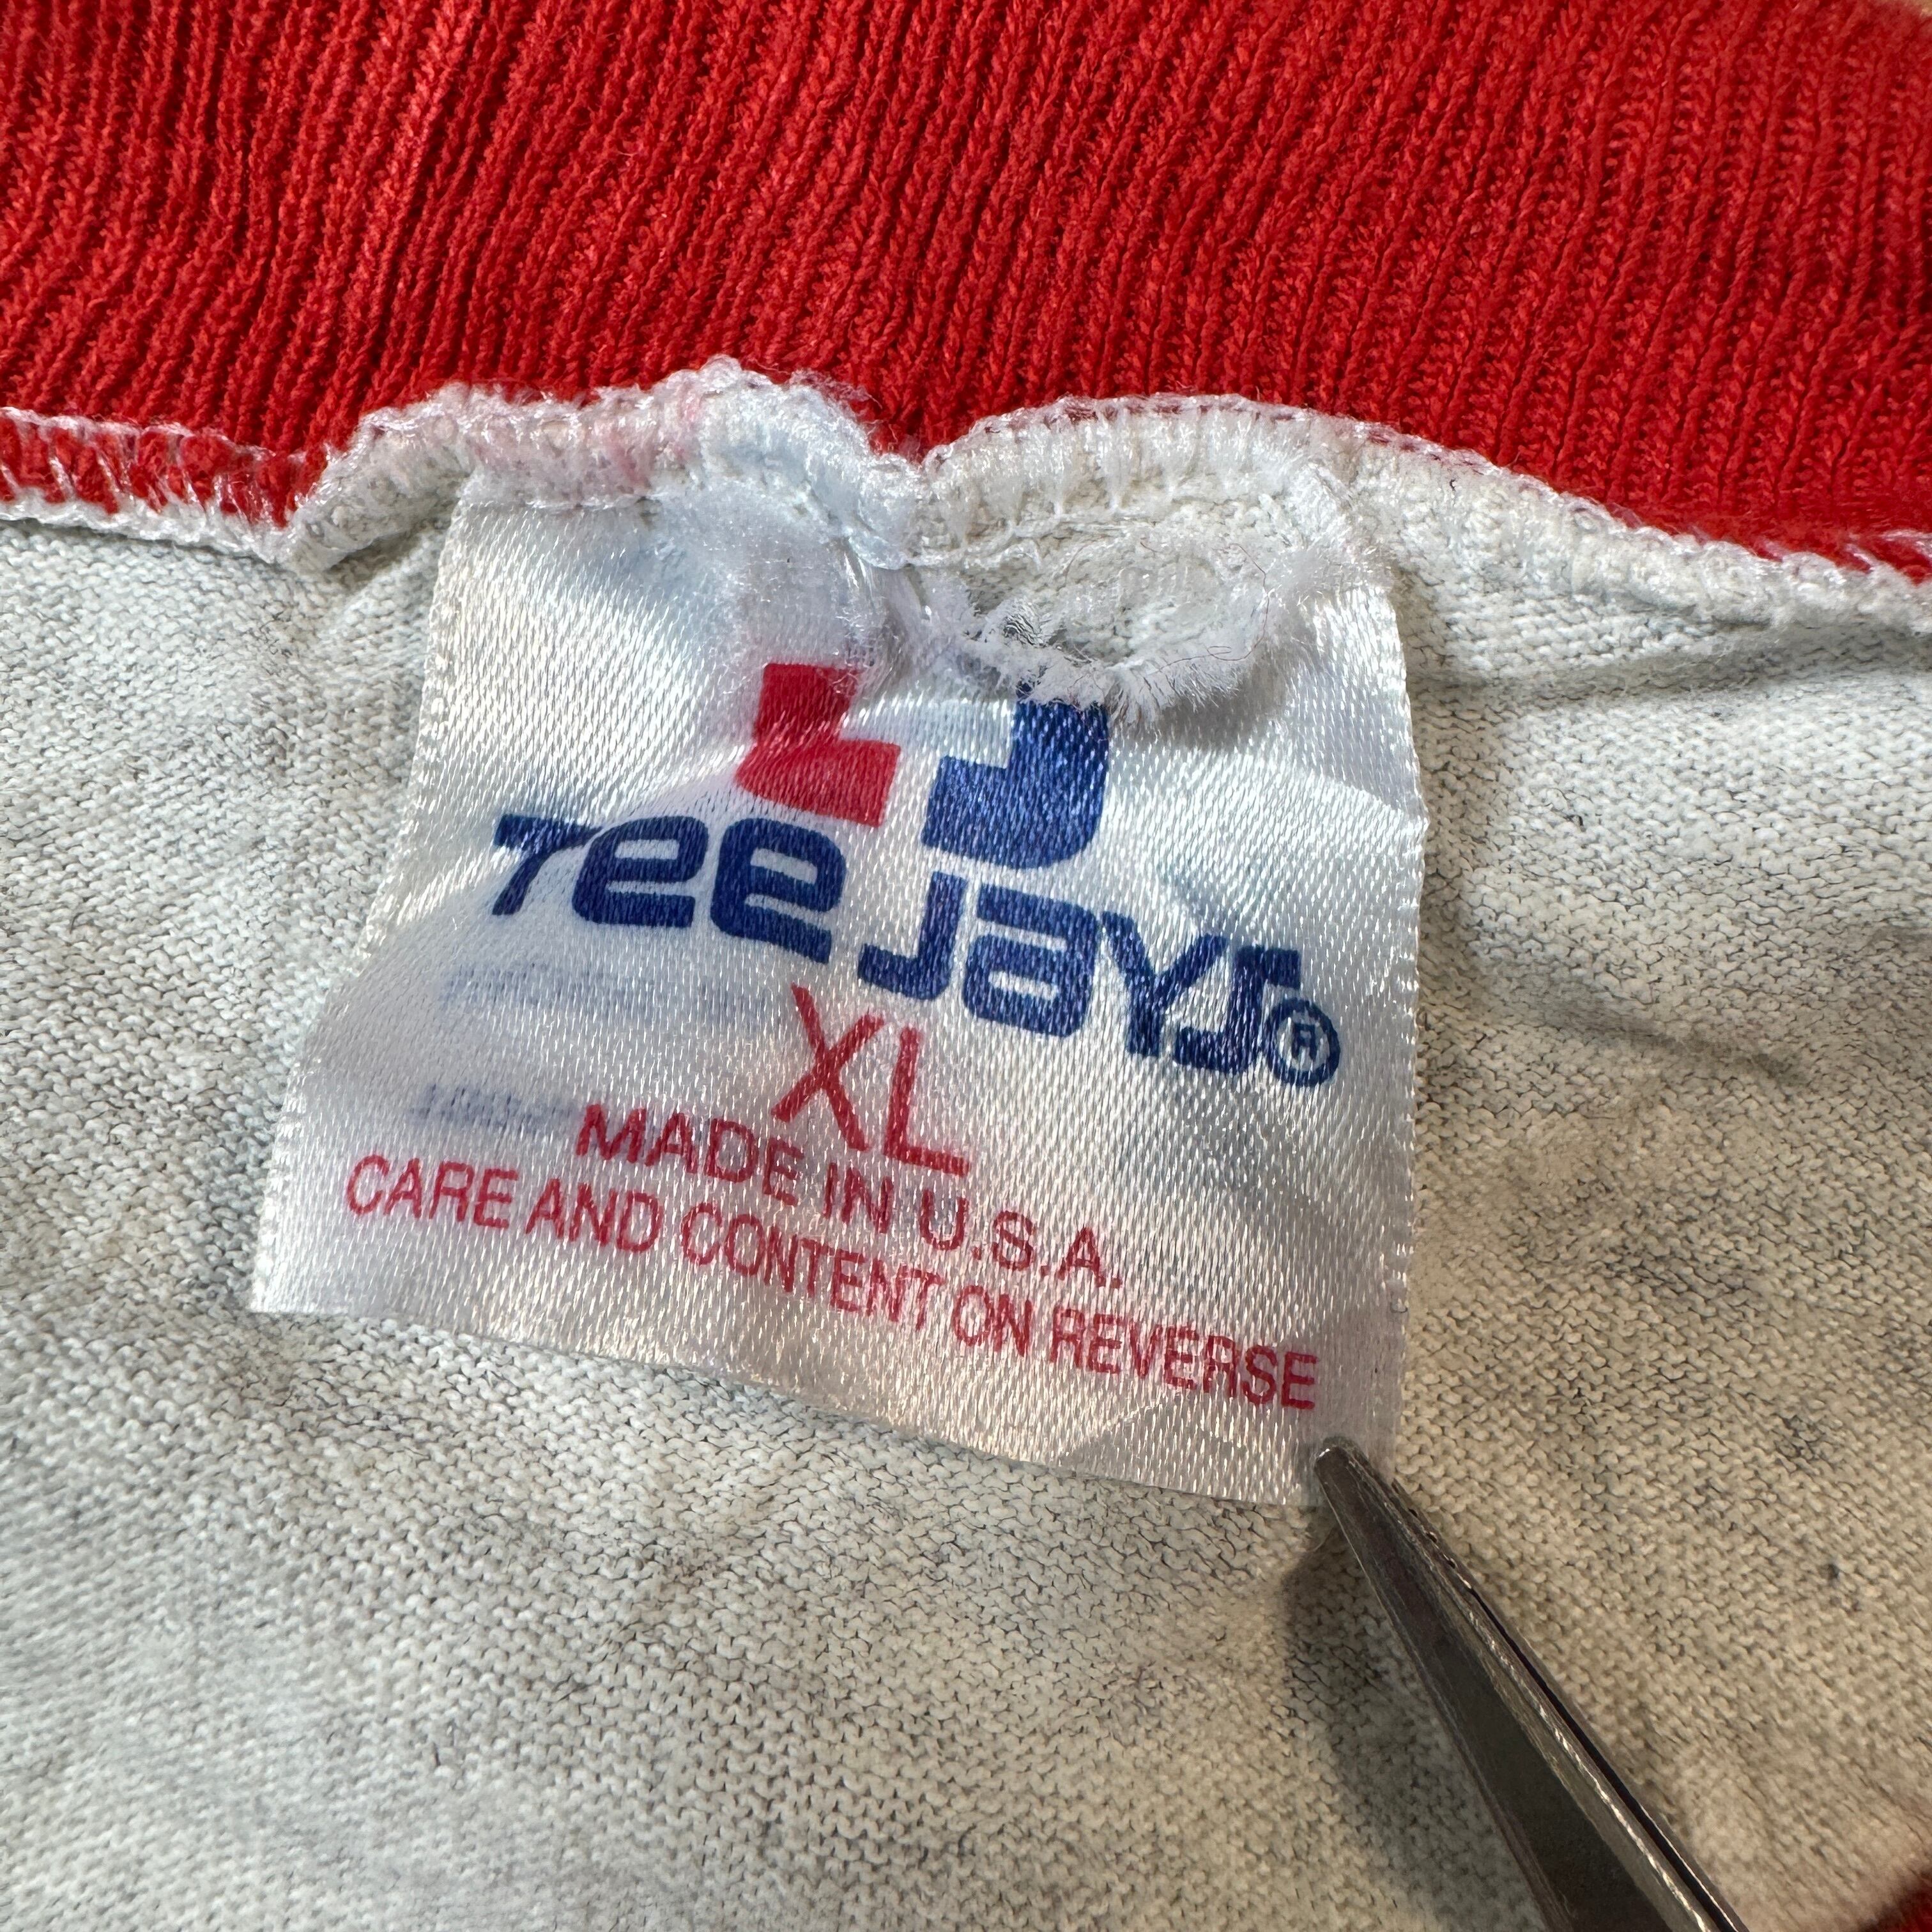 Tee Jays®
XL
MADE IN U.S.A.
CARE AND CONTENT ON REVERSE